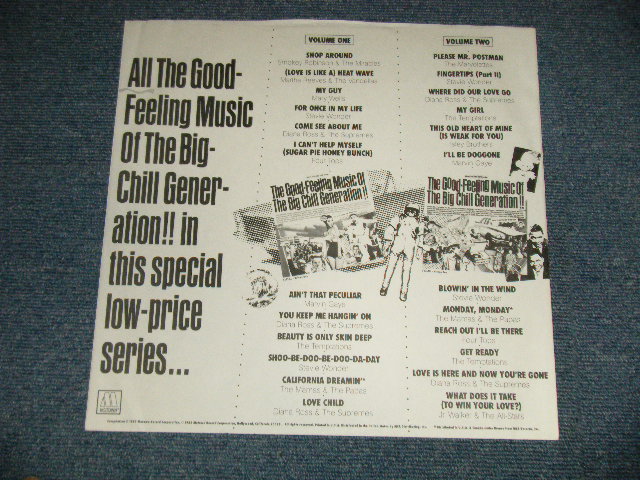 All The Good-
Feeling Music
Of The Big-
Chill Gener-
ation!! in
this special
low-price
series...
MOTOWN
VOLUME ONE
SHOP AROUND
Smokey Robinson & The Miracles
(LOVE IS LIKE A) HEAT WAVE
Martha Reeves & The Vandellas
MY GUY
Mary Wells
FOR ONCE IN MY LIFE
Stevie Wonder
COME SEE ABOUT ME
Diana Ross & The Supremes
I CAN'T HELP MYSELF
(SUGAR PIE HONEY BUNCH)
Four Tops
The Good-Feeling Music Of
The Big Chill Generation!!
AIN'T THAT PECULIAR
Marvin Gaye
YOU KEEP ME HANGIN' ON
Diana Ross & The Supremes
BEAUTY IS ONLY SKIN DEEP
The Temptations
SHOO-BE-DOO-BE-DOO-DA-DAY
Stevie Wonder
CALIFORNIA DREAMIN'*
The Mamas & The Papas
LOVE CHILD
Diana Ross & The Supremes
VOLUME TWO
PLEASE MR. POSTMAN
The Marvelettes
FINGERTIPS (Part II)
Stevie Wonder
WHERE DID OUR LOVE GO
Diana Ross & The Supremes
MY GIRL
The Temptations
THIS OLD HEART OF MINE
(IS WEAK FOR YOU)
Isley Brothers
I'LL BE DOGGONE
Marvin Gaye
The Good-Feeling Music Of
The Big Chill Generation!!
BLOWIN' IN THE WIND
Stevie Wonder
MONDAY, MONDAY*
The Mamas & The Papas
REACH OUT I'LL BE THERE
Four Tops
GET READY
The Temptations
LOVE IS HERE AND NOW YOU'RE GONE
Diana Ross & The Supremes
WHAT DOES IT TAKE
(TO WIN YOUR LOVE?)
Jr. Walker & The All-Stars